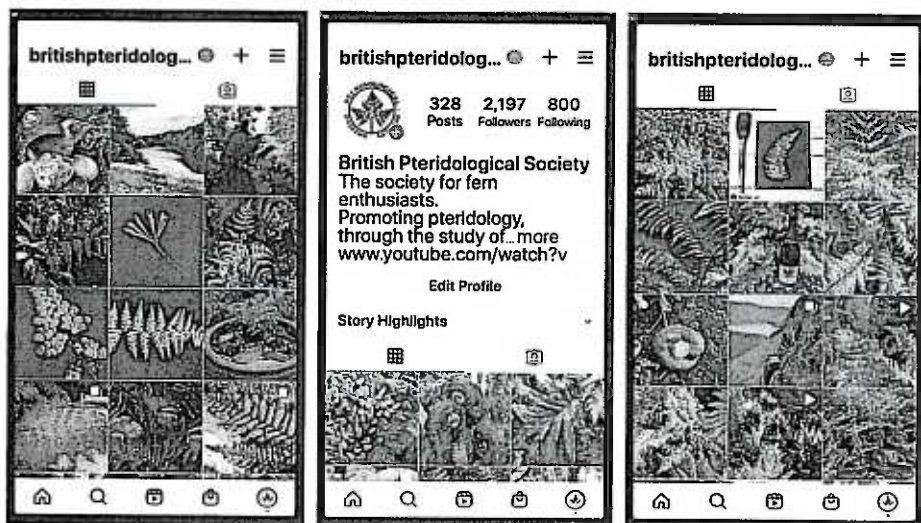 britishpteridolog...
britishpteridolog...
328 2,197 800
Posts Followers Following
British Pteridological Society
The society for fern
enthusiasts.
Promoting pteridology,
through the study of...more
www.youtube.com/watch?v
Edit Profile
Story Highlights
britishpteridolog...